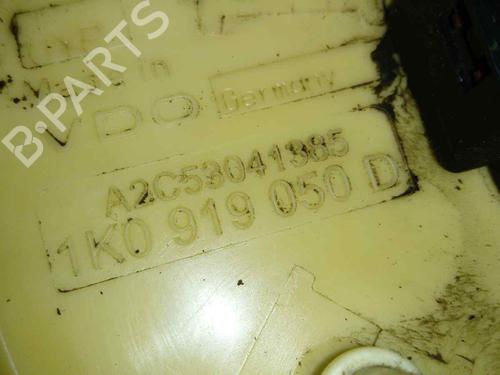 B-PARTS
Made in
VDO Germany
A2C53041385
1K0 919 050 D